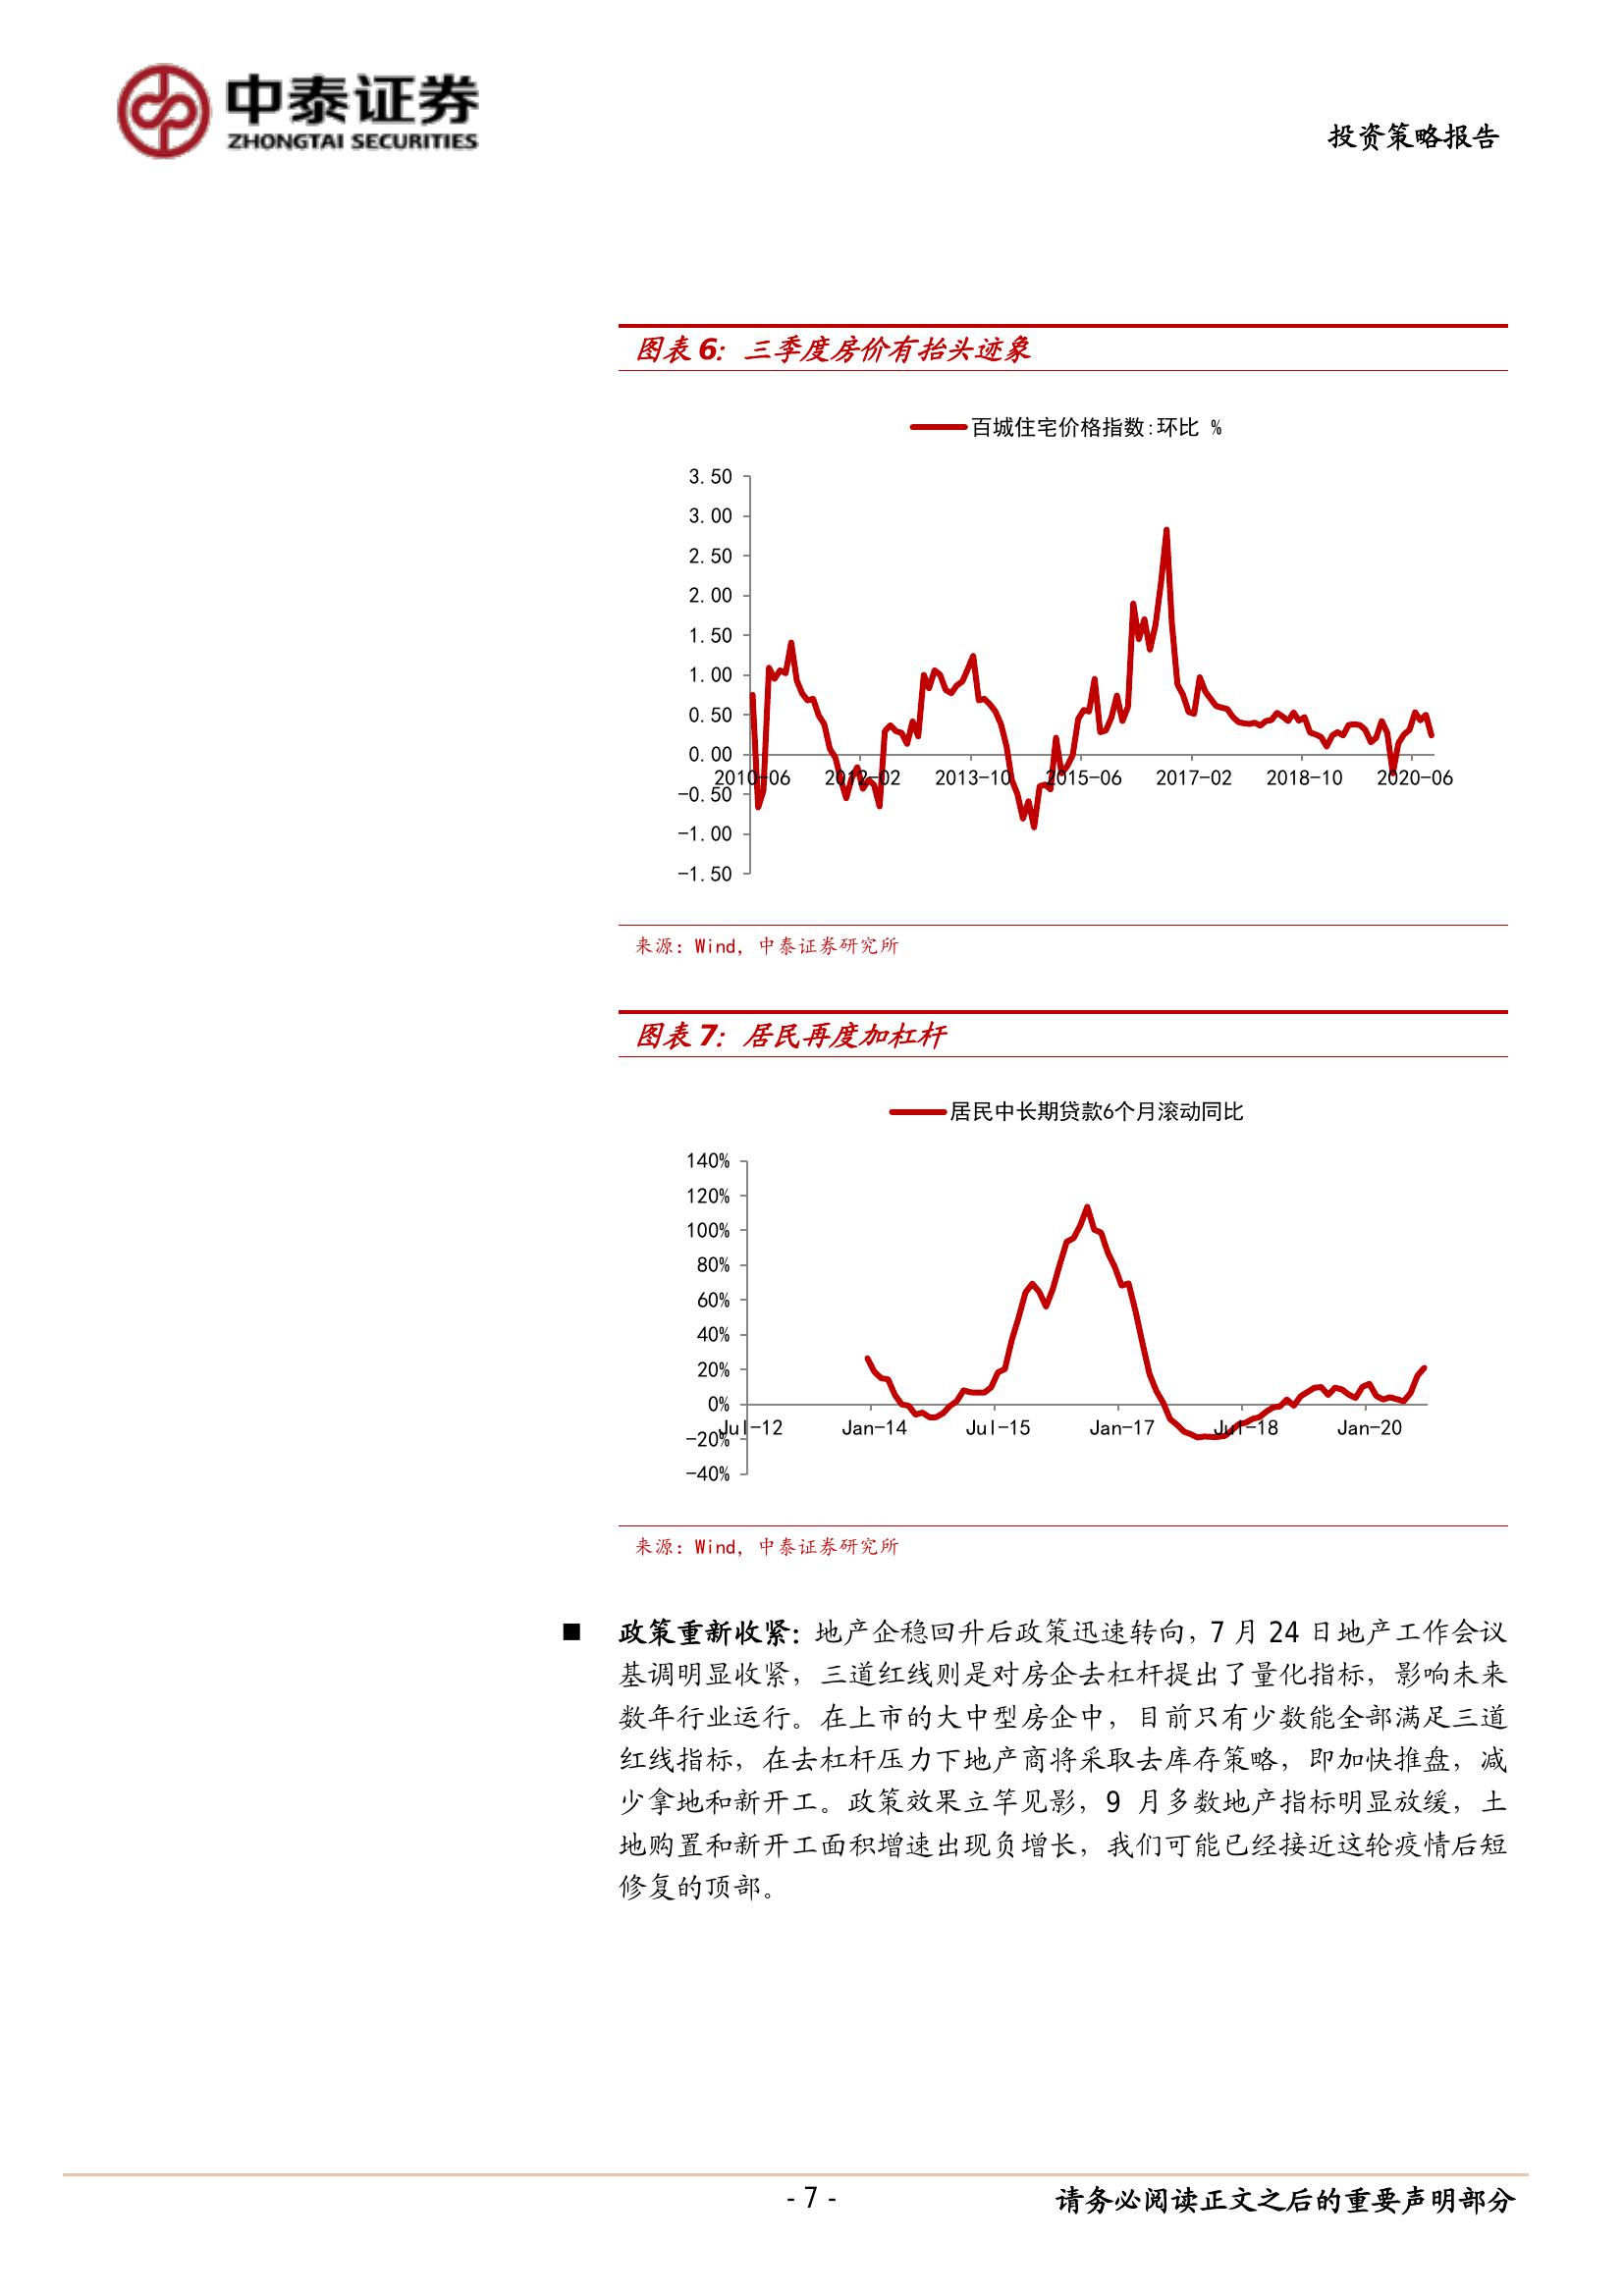 中泰证券
ZHONGTAI SECURITIES
投资策略报告
图表 6：三季度房价有抬头迹象
百城住宅价格指数:环比 %
3.50
3.00
2.50
2.00
1.50
1.00
0.50
0.00
-0.50
-1.00
-1.50
2010-06 2012-02 2013-10 2015-06 2017-02 2018-10 2020-06
来源：Wind，中泰证券研究所
图表 7：居民再度加杠杆
居民中长期贷款6个月滚动同比
140%
120%
100%
80%
60%
40%
20%
0%
-20%
-40%
Jul-12 Jan-14 Jul-15 Jan-17 Jul-18 Jan-20
来源：Wind，中泰证券研究所
■ 政策重新收紧：地产企稳回升后政策迅速转向，7 月 24 日地产工作会议
基调明显收紧，三道红线则是对房企去杠杆提出了量化指标，影响未来
数年行业运行。在上市的大中型房企中，目前只有少数能全部满足三道
红线指标，在去杠杆压力下地产商将采取去库存策略，即加快推盘，减
少拿地和新开工。政策效果立竿见影，9 月多数地产指标明显放缓，土
地购置和新开工面积增速出现负增长，我们可能已经接近这轮疫情后短
修复的顶部。
- 7 -
请务必阅读正文之后的重要声明部分